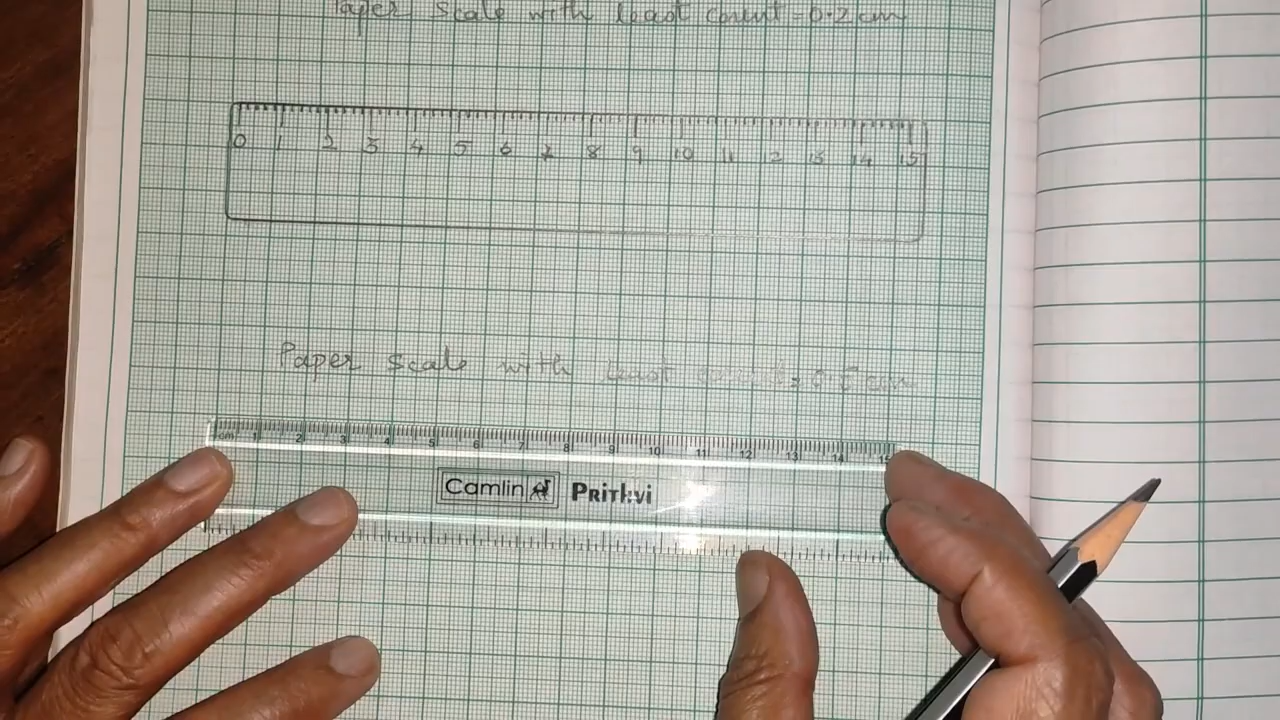 Paper scale with least count = 0.2 cm
0 1 2 3 4 5 6 7 8 9 10 11 12 13 14 15
Paper scale with least count = 0.5 cm
cm 1 2 3 4 5 6 7 8 9 10 11 12 13 14 15
Camlin PRiTHvi